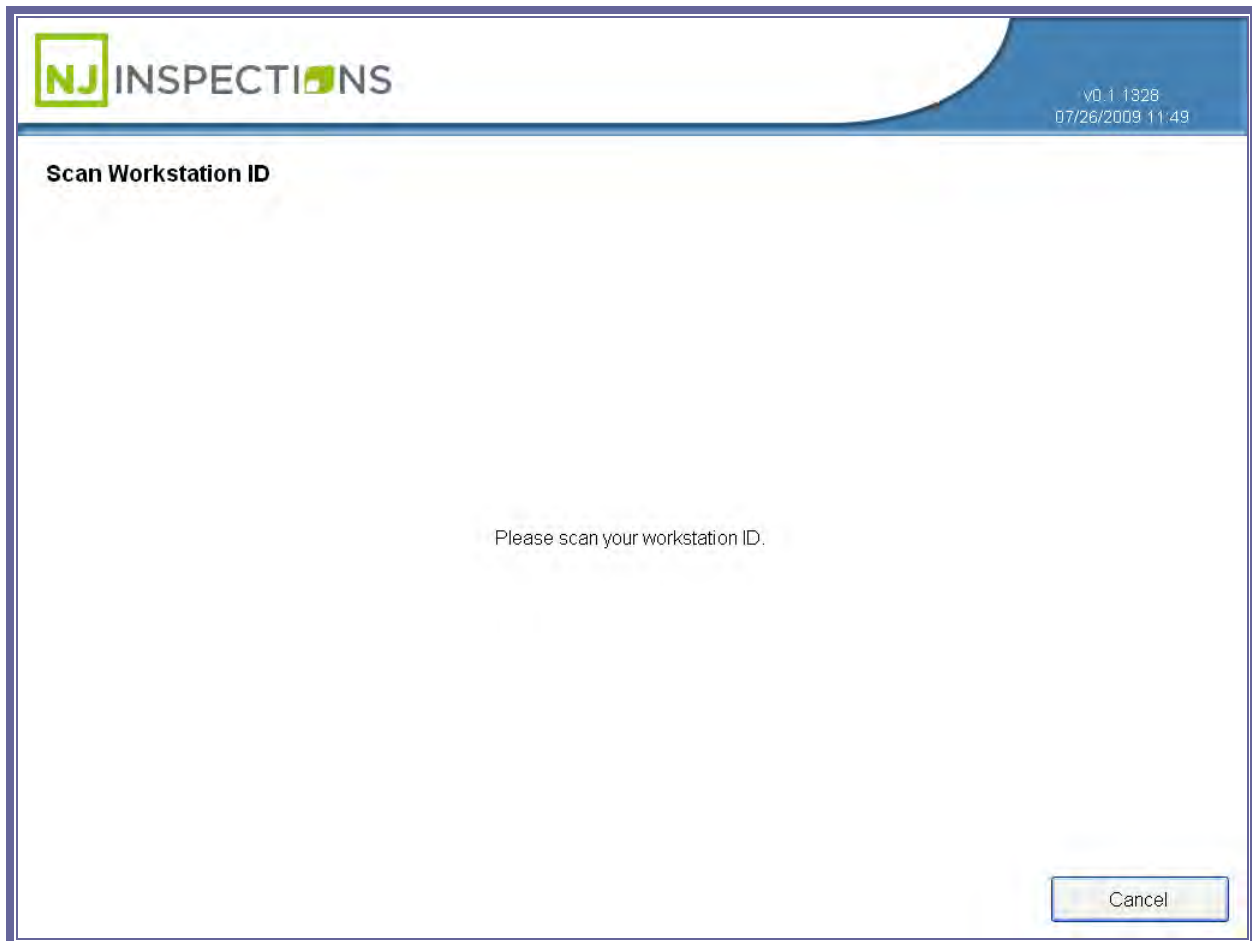 NJ INSPECTIONS
v0.1.1328
07/26/2009 11:49
Scan Workstation ID
Please scan your workstation ID.
Cancel